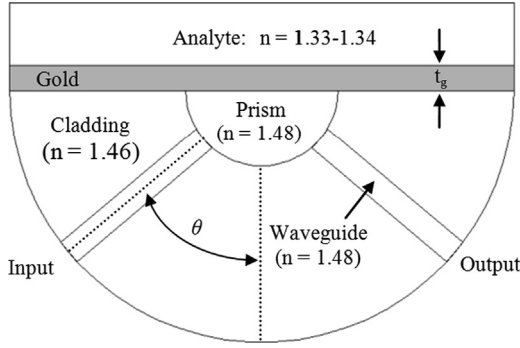 Analyte: n = 1.33-1.34
Gold
tg
Prism
(n = 1.48)
Cladding
(n = 1.46)
θ
Waveguide
(n = 1.48)
Input
Output